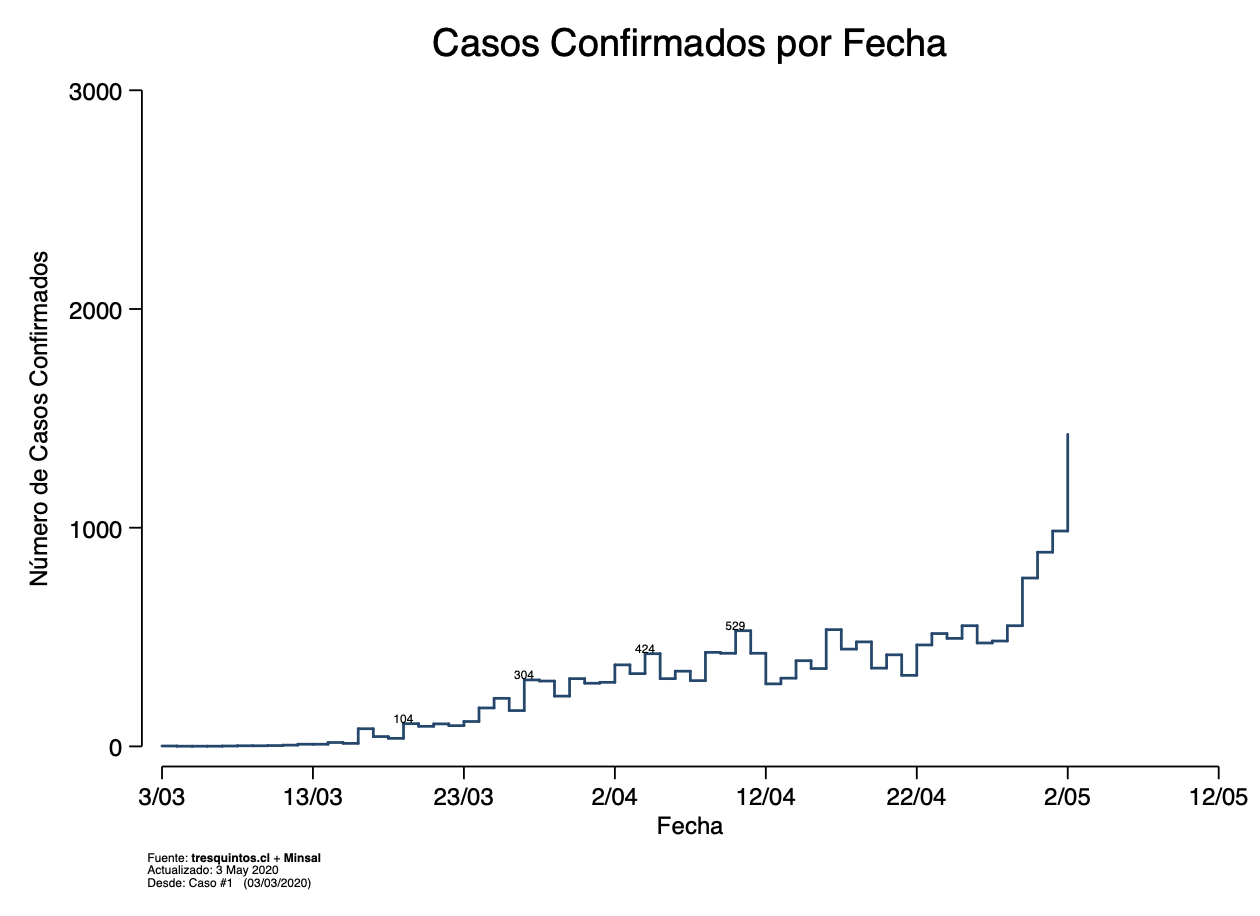 Casos Confirmados por Fecha
Número de Casos Confirmados
3000
2000
1000
0
104
304
424
529
3/03
13/03
23/03
2/04
12/04
22/04
2/05
12/05
Fecha
Fuente: tresquintos.cl + Minsal
Actualizado: 3 May 2020
Desde: Caso #1 (03/03/2020)